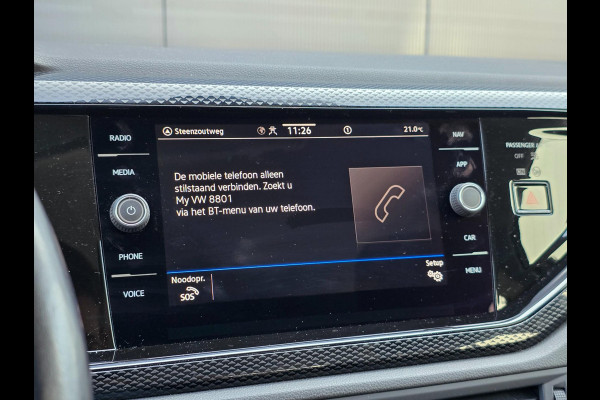 RADIO
MEDIA
PHONE
VOICE
Steenzoutweg 11:26 21.0°C
De mobiele telefoon alleen
stilstaand verbinden. Zoekt u
My VW 8801
via het BT-menu van uw telefoon.
Noodopr.
SOS
Setup
NAV
APP
CAR
MENU
PASSENGER
OFF